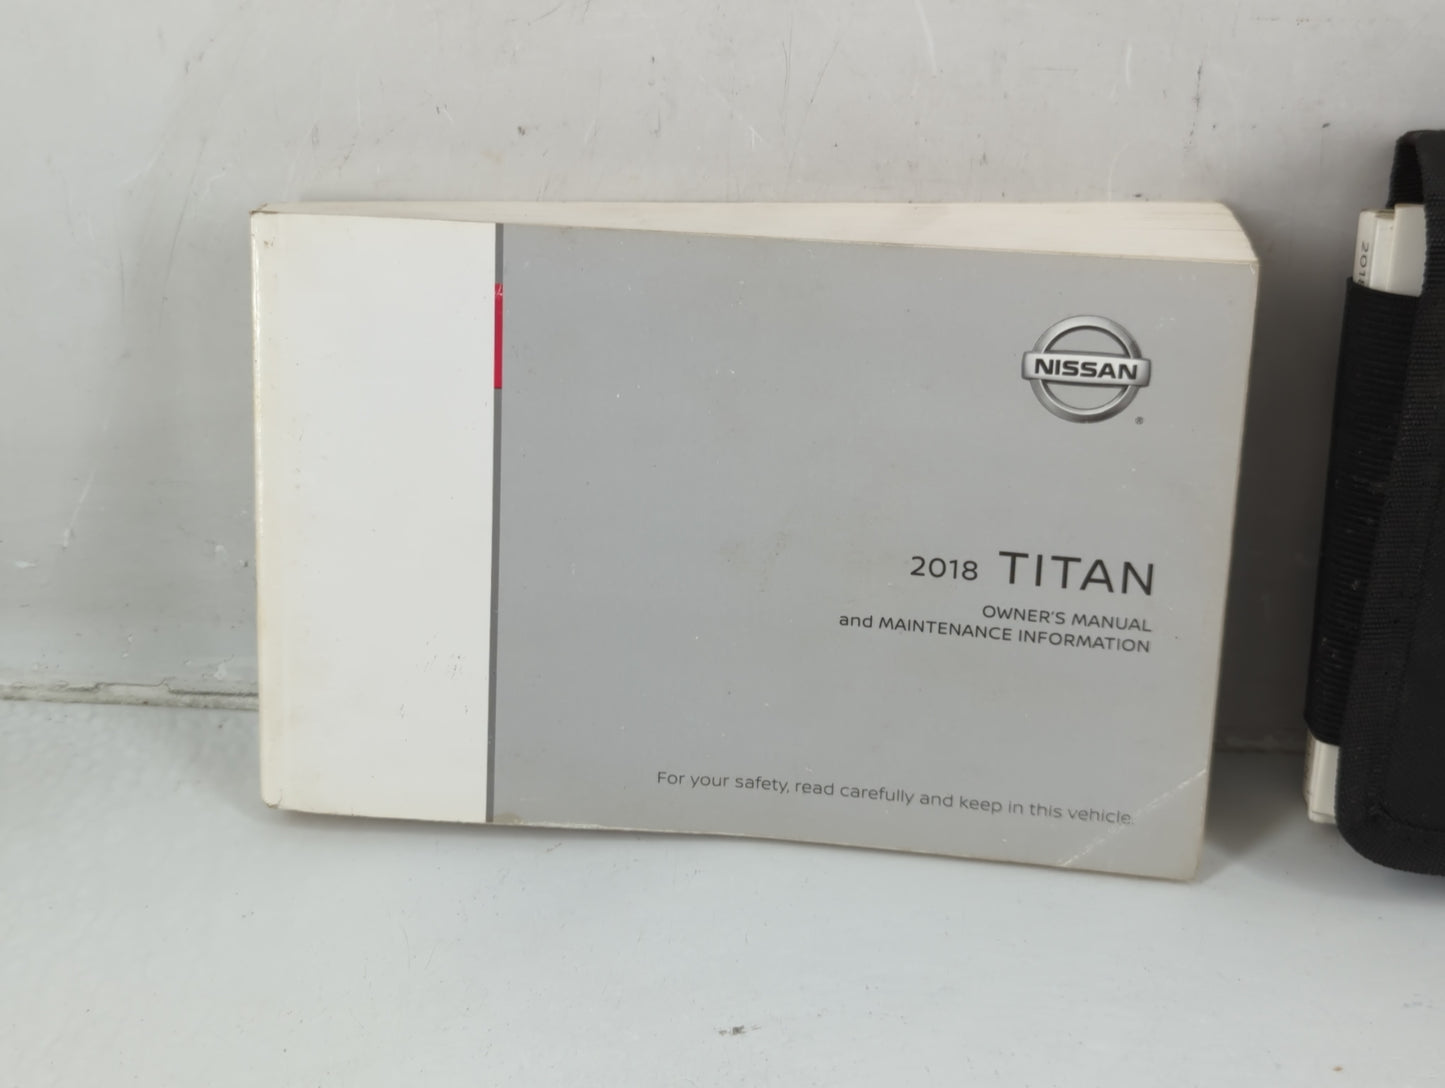 NISSAN
®
2018 TITAN
OWNER'S MANUAL
and MAINTENANCE INFORMATION
For your safety, read carefully and keep in this vehicle.